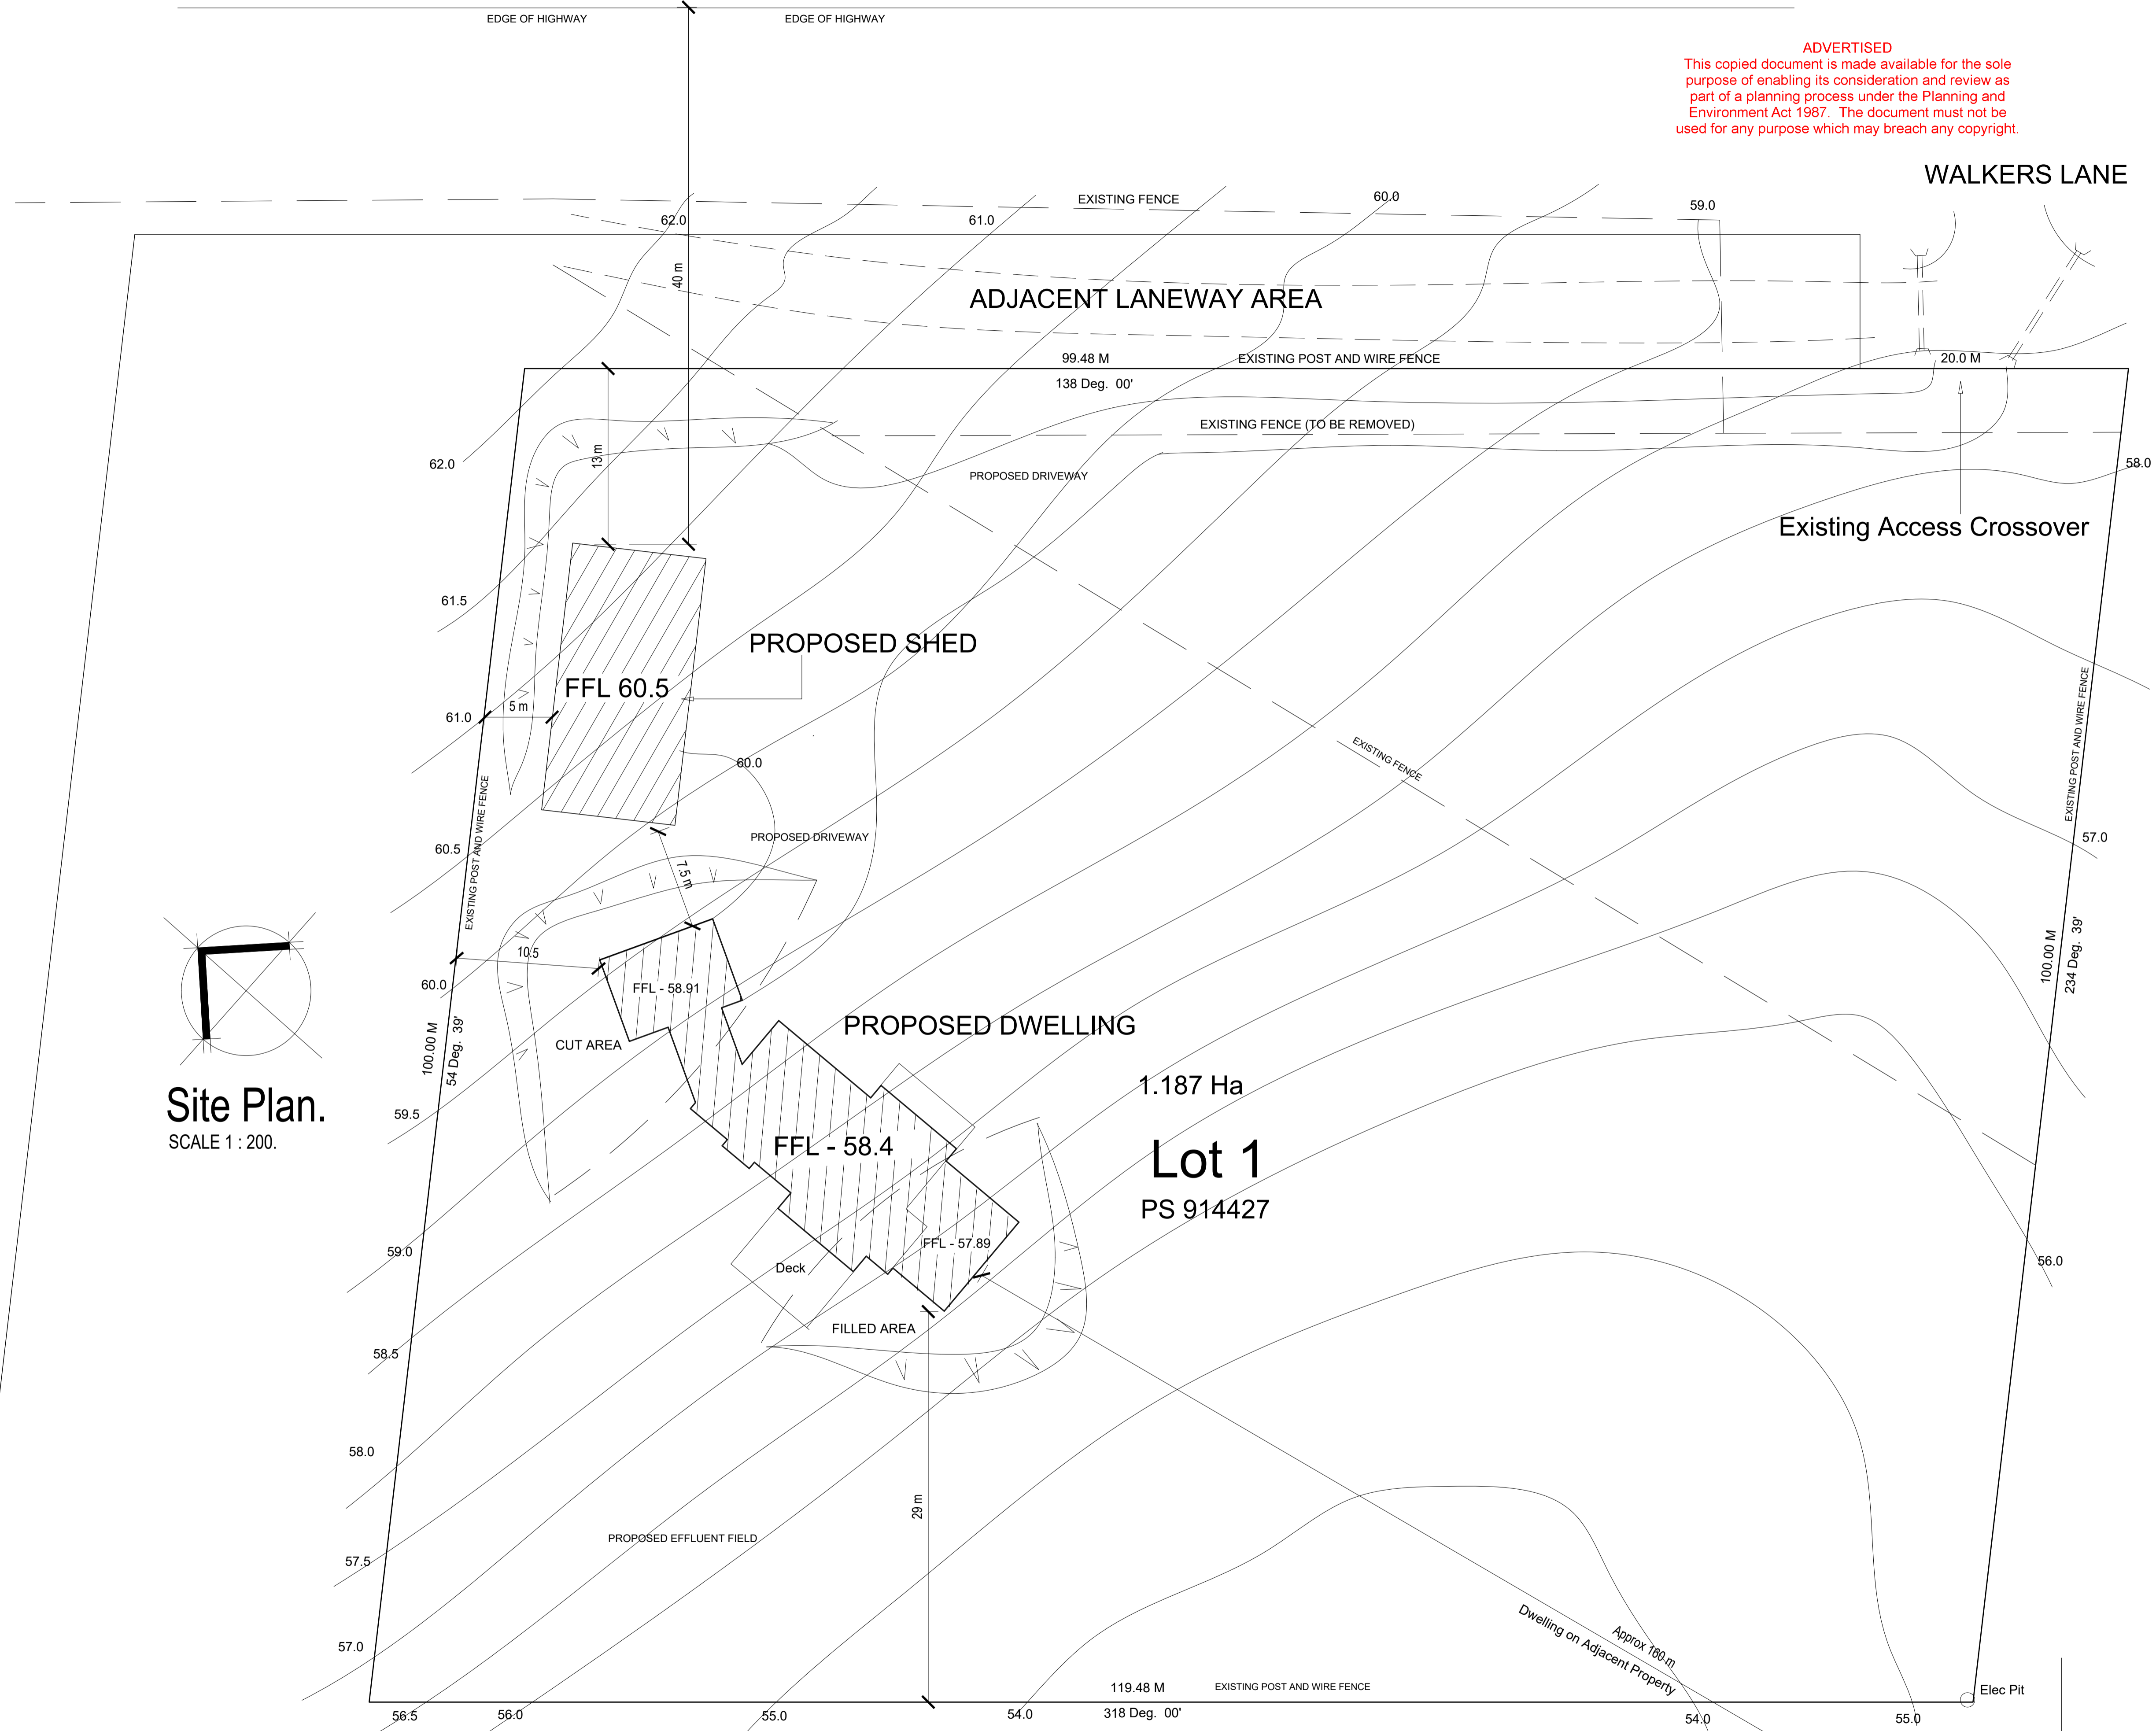 EDGE OF HIGHWAY
EDGE OF HIGHWAY
ADVERTISED
This copied document is made available for the sole
purpose of enabling its consideration and review as
part of a planning process under the Planning and
Environment Act 1987.  The document must not be
used for any purpose which may breach any copyright.
WALKERS LANE
EXISTING FENCE
60.0
59.0
62.0
61.0
40 m
ADJACENT LANEWAY AREA
99.48 M
EXISTING POST AND WIRE FENCE
20.0 M
138 Deg.  00'
EXISTING FENCE (TO BE REMOVED)
13 m
62.0
58.0
PROPOSED DRIVEWAY
Existing Access Crossover
61.5
PROPOSED SHED
FFL 60.5
5 m
61.0
EXISTING POST AND WIRE FENCE
EXISTING FENCE
60.0
EXISTING POST AND WIRE FENCE
PROPOSED DRIVEWAY
57.0
60.5
7.5 m
10.5
60.0
FFL - 58.91
100.00 M
234 Deg.  39'
PROPOSED DWELLING
CUT AREA
100.00 M
54 Deg.  39'
Site Plan.
SCALE 1 : 200.
1.187 Ha
59.5
FFL - 58.4
Lot 1
PS 914427
59.0
FFL - 57.89
56.0
Deck
FILLED AREA
58.5
58.0
29 m
PROPOSED EFFLUENT FIELD
57.5
57.0
Approx 160 m
Dwelling on Adjacent Property
119.48 M
EXISTING POST AND WIRE FENCE
Elec Pit
56.5
56.0
55.0
54.0
318 Deg.  00'
54.0
55.0